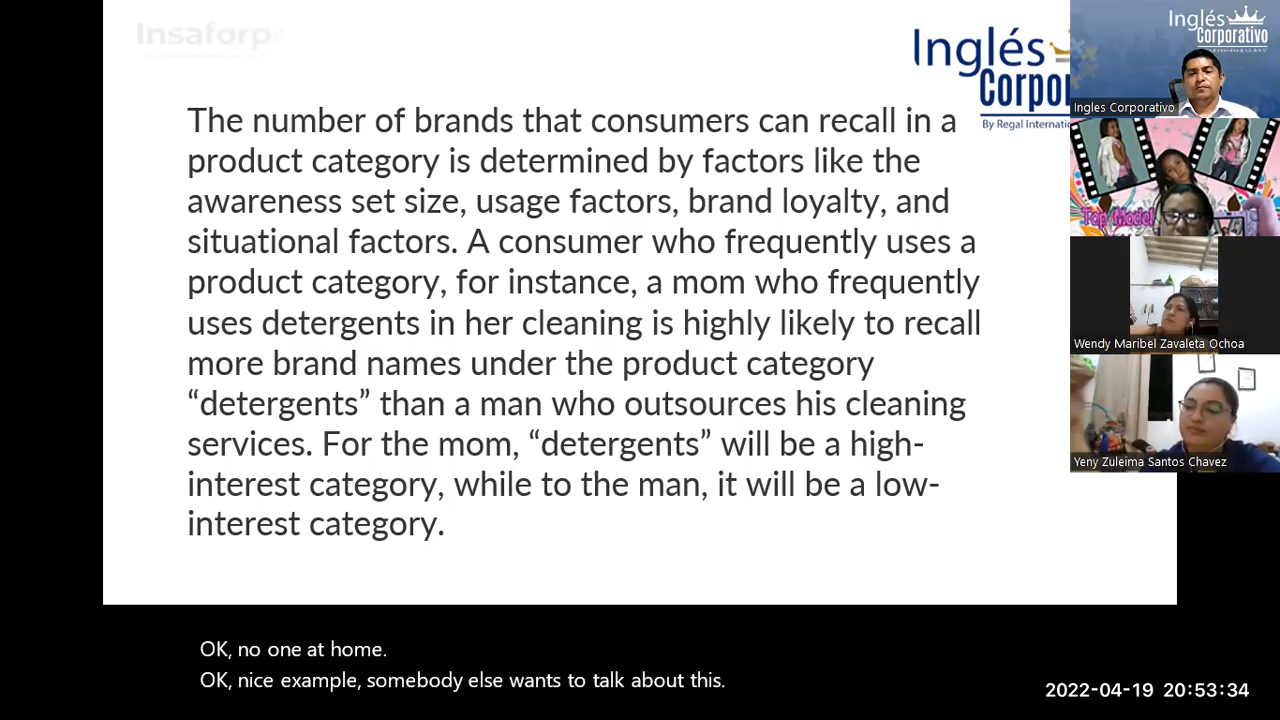 Insaforp
Inglés
Corpor
By Regal Internati
The number of brands that consumers can recall in a
product category is determined by factors like the
awareness set size, usage factors, brand loyalty, and
situational factors. A consumer who frequently uses a
product category, for instance, a mom who frequently
uses detergents in her cleaning is highly likely to recall
more brand names under the product category
“detergents” than a man who outsources his cleaning
services. For the mom, “detergents” will be a high-
interest category, while to the man, it will be a low-
interest category.
Inglés
Corporativo
Ingles Corporativo
Top Model
Wendy Maribel Zavaleta Ochoa
Yeny Zuleima Santos Chavez
OK, no one at home.
OK, nice example, somebody else wants to talk about this.
2022-04-19 20:53:34